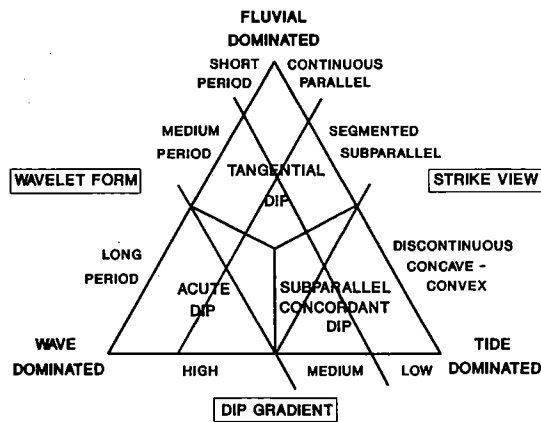 FLUVIAL
DOMINATED
SHORT
PERIOD
CONTINUOUS
PARALLEL
MEDIUM
PERIOD
SEGMENTED
SUBPARALLEL
WAVELET FORM
TANGENTIAL
DIP
STRIKE VIEW
LONG
PERIOD
DISCONTINUOUS
CONCAVE -
CONVEX
ACUTE
DIP
SUBPARALLEL
CONCORDANT
DIP
WAVE
DOMINATED
TIDE
DOMINATED
HIGH
MEDIUM
LOW
DIP GRADIENT